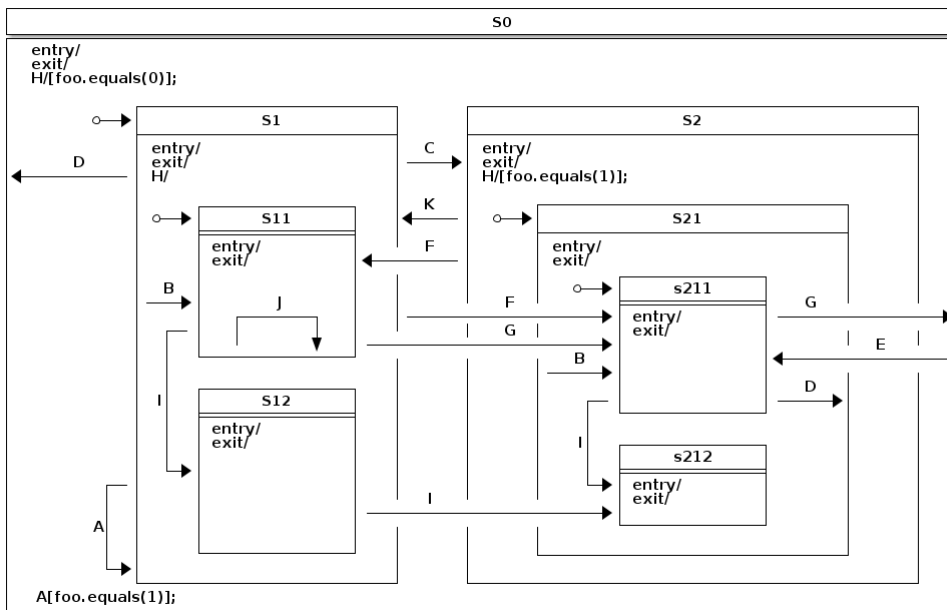 S0
entry/
exit/
H/[foo.equals(0)];
S1
S2
D
entry/
exit/
H/
C
entry/
exit/
H/[foo.equals(1)];
S11
K
S21
entry/
exit/
F
entry/
exit/
B
J
s211
F
G
entry/
exit/
G
E
B
D
I
S12
entry/
exit/
I
s212
entry/
exit/
A
I
A[foo.equals(1)];